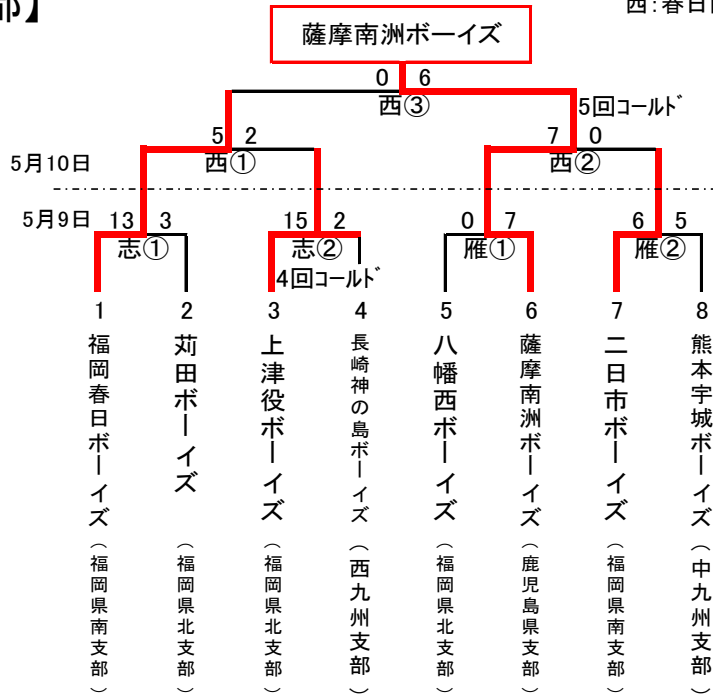 部】
西：春日
薩摩南洲ボーイズ
0 6
西③
5回コールド
5 2
西①
7 0
西②
5月10日
5月9日
13 3
志①
15 2
志②
4回コールド
0 7
雁①
6 5
雁②
1 2 3 4 5 6 7 8
福岡春日ボーイズ（福岡県南支部）
苅田ボーイズ（福岡県北支部）
上津役ボーイズ（福岡県北支部）
長崎神の島ボーイズ（西九州支部）
八幡西ボーイズ（福岡県北支部）
薩摩南洲ボーイズ（鹿児島県支部）
二日市ボーイズ（福岡県南支部）
熊本宇城ボーイズ（中九州支部）